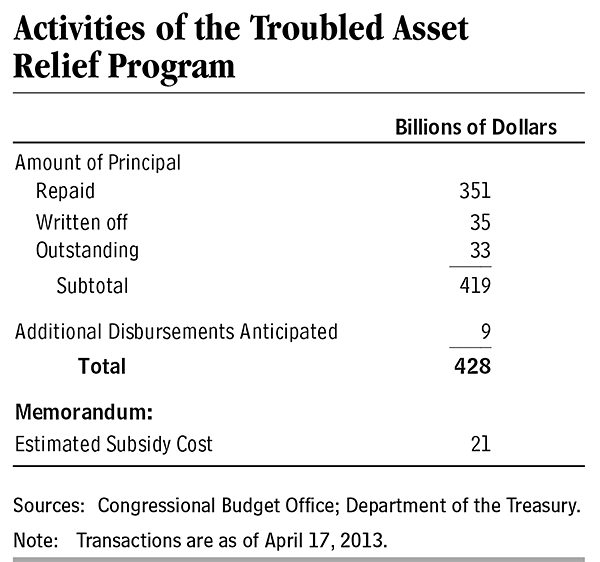 Activities of the Troubled Asset
Relief Program
Billions of Dollars
Amount of Principal
Repaid 351
Written off 35
Outstanding 33
Subtotal 419
Additional Disbursements Anticipated 9
Total 428
Memorandum:
Estimated Subsidy Cost 21
Sources: Congressional Budget Office; Department of the Treasury.
Note: Transactions are as of April 17, 2013.